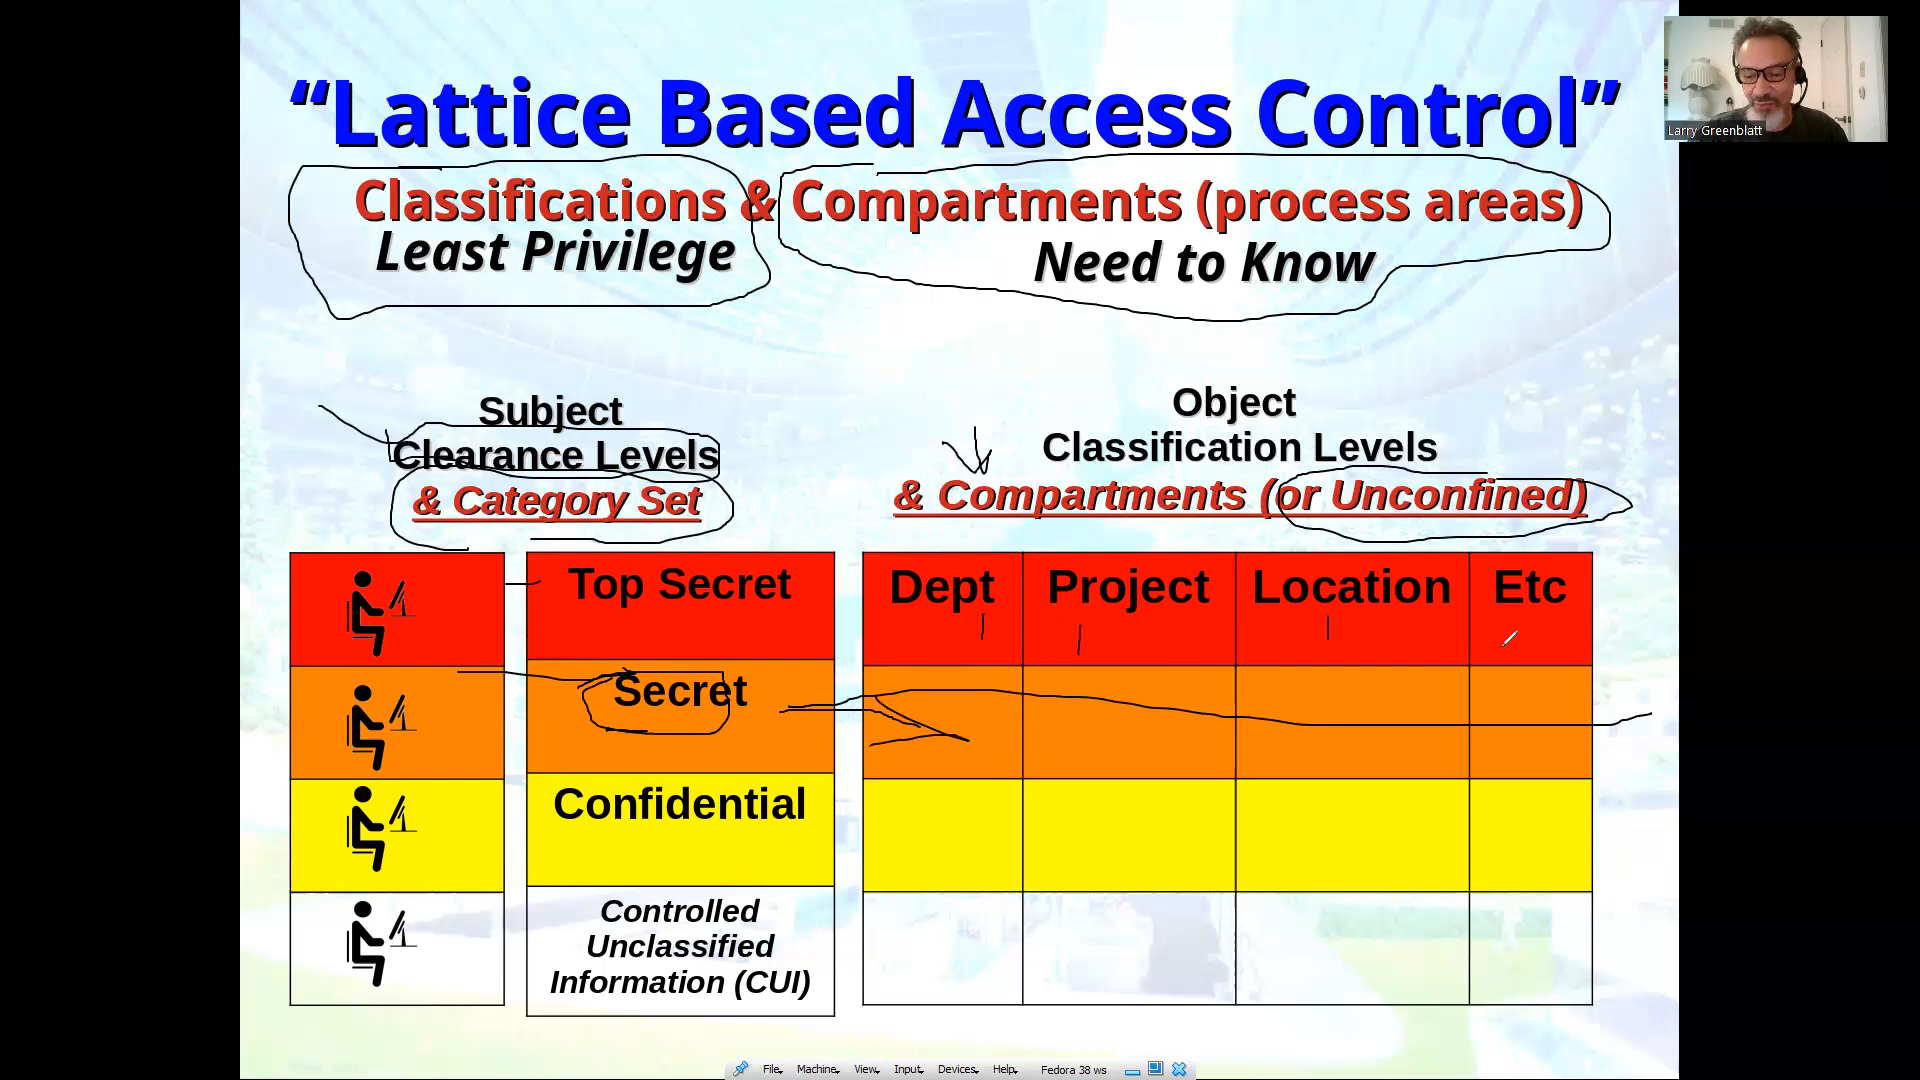 “Lattice Based Access Control”
Classifications & Compartments (process areas)
Least Privilege
Need to Know
Subject
Clearance Levels
& Category Set
Object
Classification Levels
& Compartments (or Unconfined)
Top Secret
Dept
Project
Location
Etc
Secret
Confidential
Controlled
Unclassified
Information (CUI)
Larry Greenblatt
File Machine View Input Devices Help Fedora 38 ws